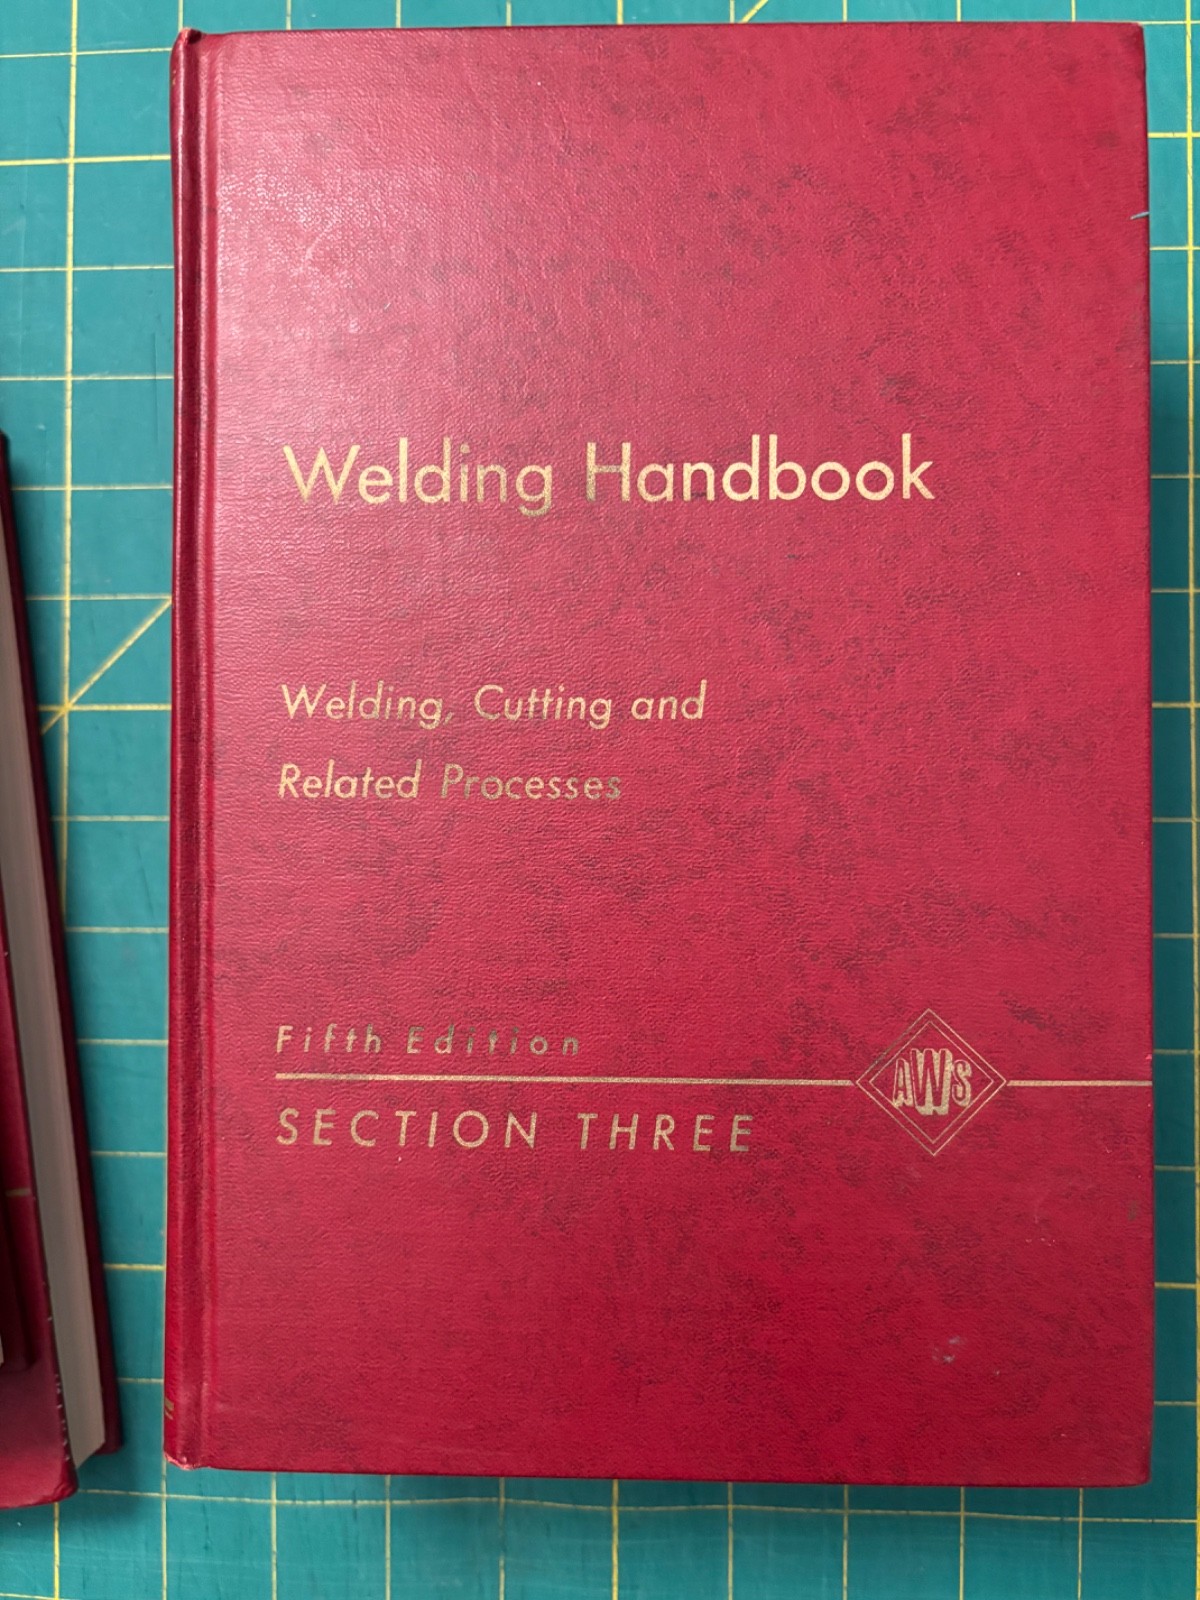 Welding Handbook
Welding, Cutting and
Related Processes
Fifth Edition
AWS
SECTION THREE